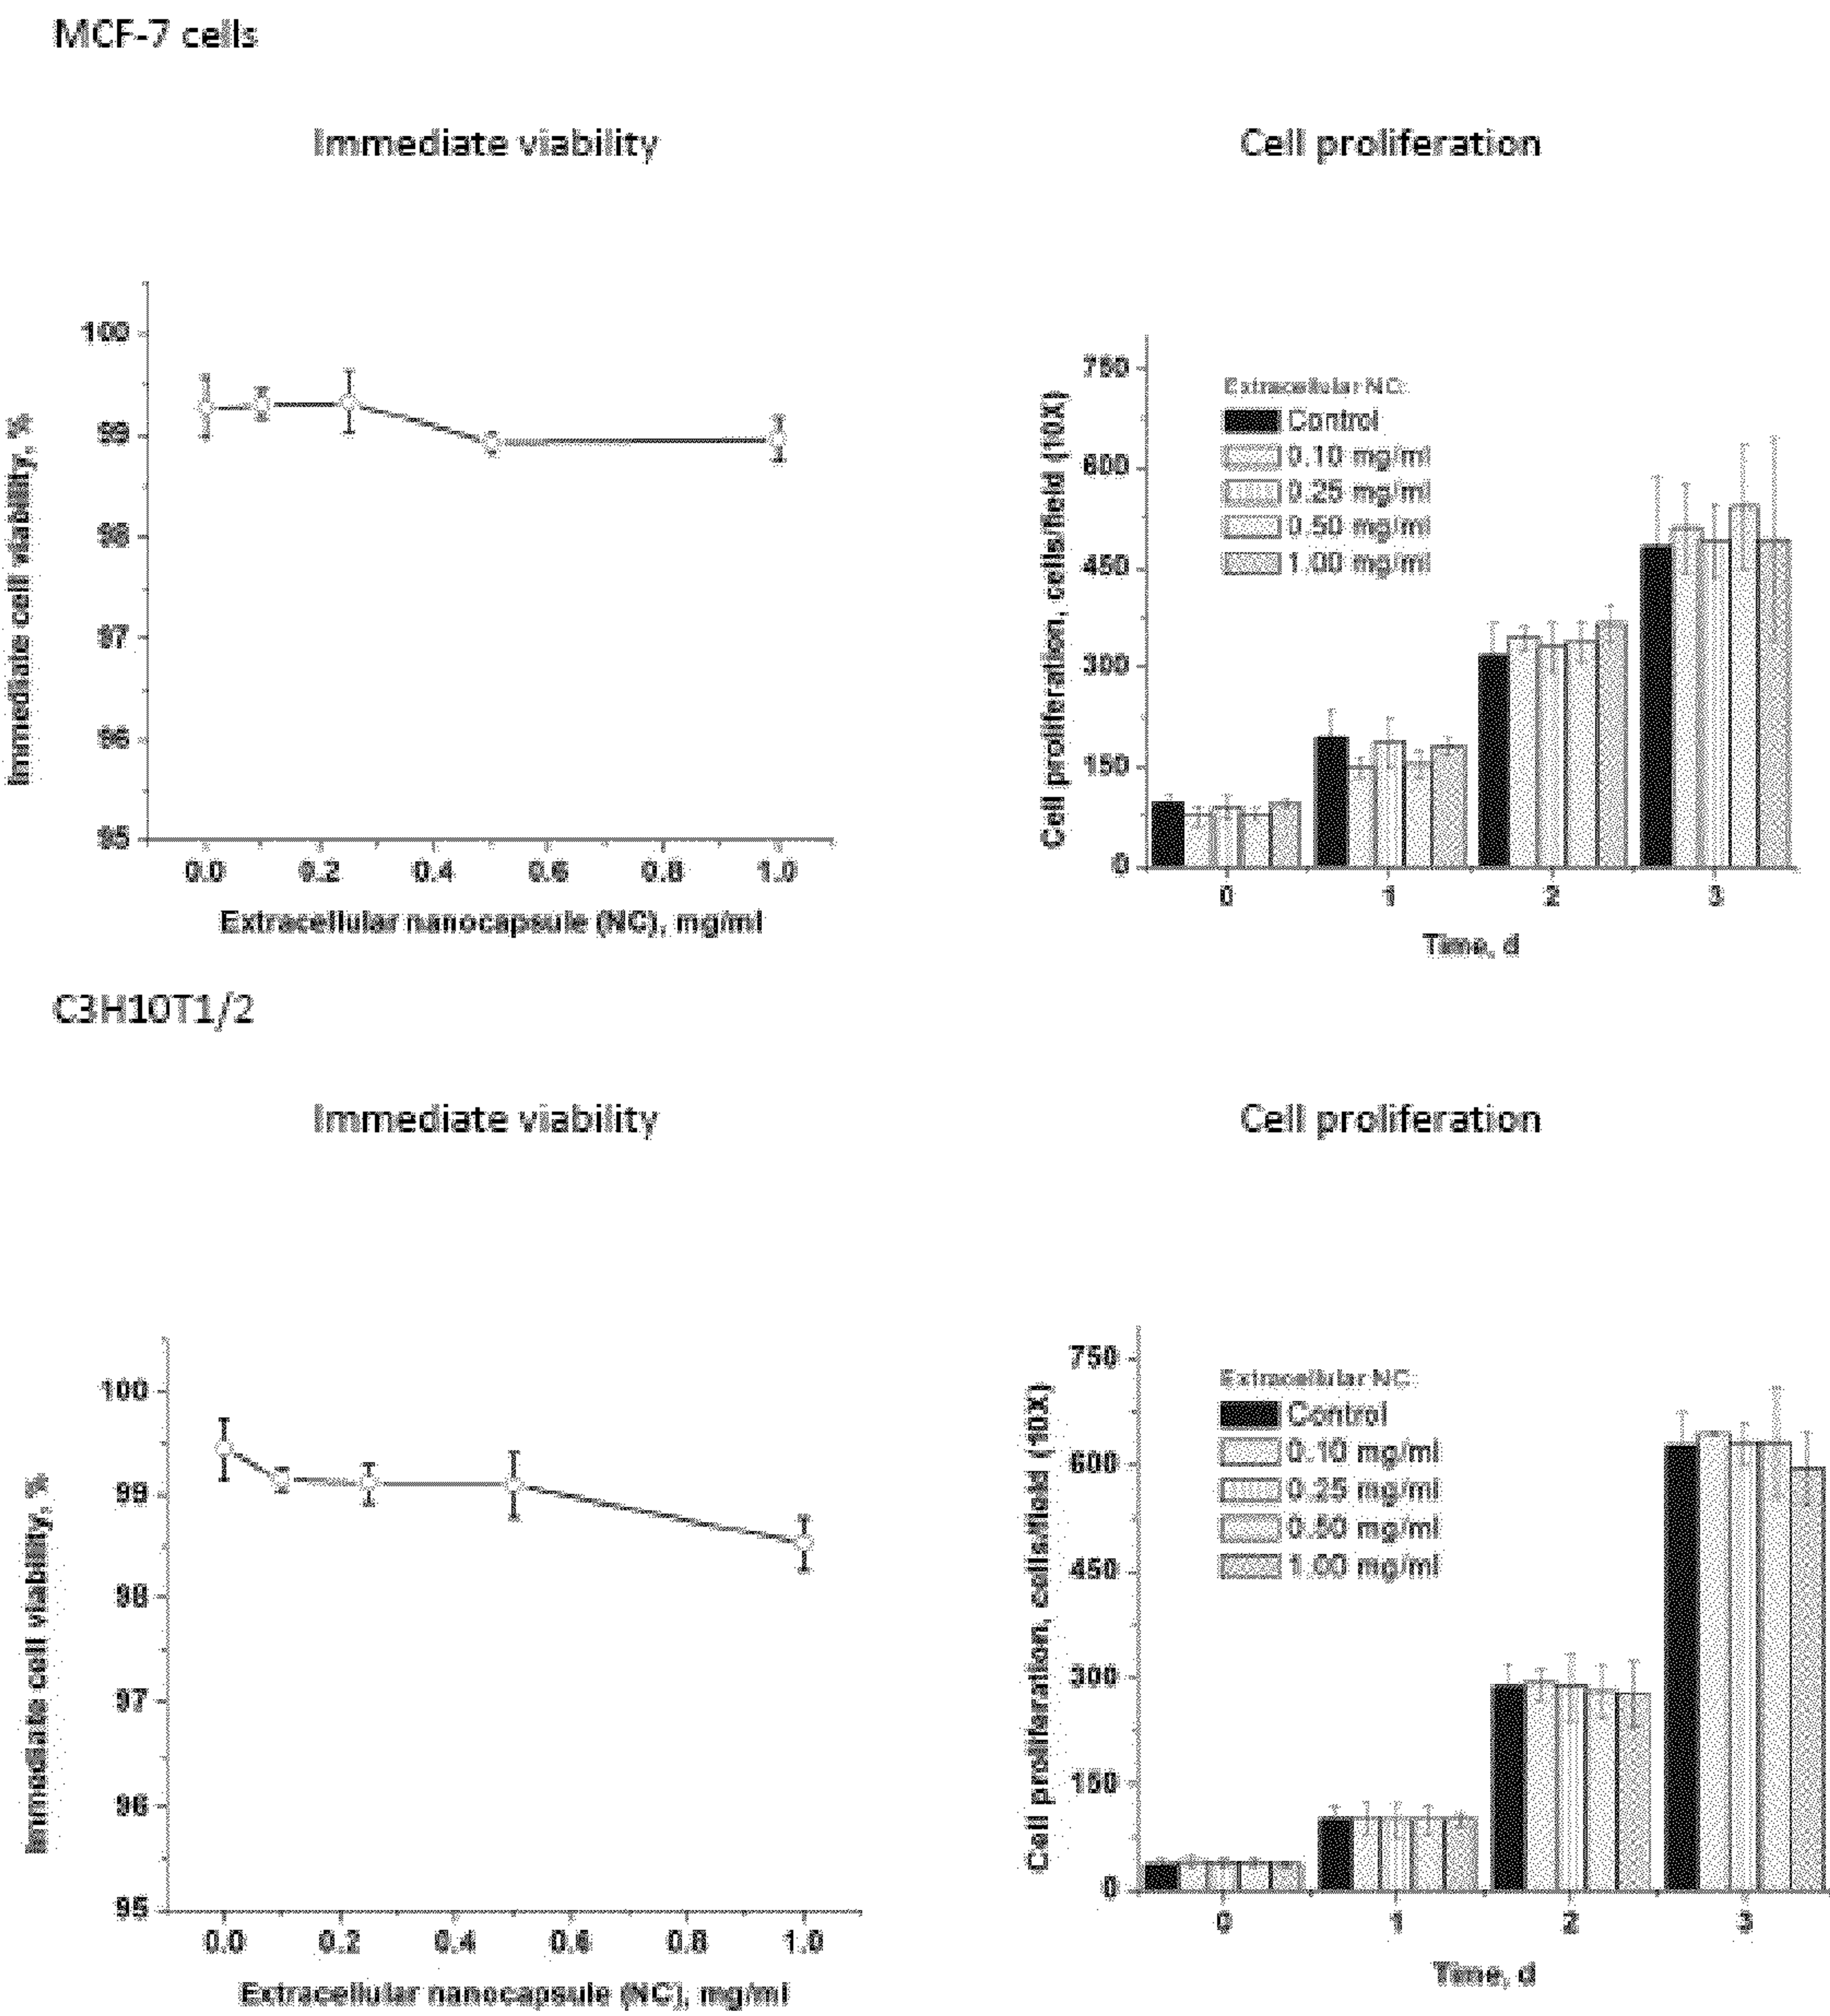 MCF-7 cells
Immediate viability
Cell proliferation
Immediate cell viability, %
100
99
98
97
96
95
0.0 0.2 0.4 0.6 0.8 1.0
Extracellular nanocapsule (NC), mg/ml
Cell proliferation, cells/field (10X)
750
600
450
300
150
0
Extracellular NC:
Control
0.10 mg/ml
0.25 mg/ml
0.50 mg/ml
1.00 mg/ml
0 1 2 3
Time, d
C3H10T1/2
Immediate viability
Cell proliferation
Immediate cell viability, %
100
99
98
97
96
95
0.0 0.2 0.4 0.6 0.8 1.0
Extracellular nanocapsule (NC), mg/ml
Cell proliferation, cells/field (10X)
750
600
450
300
150
0
Extracellular NC:
Control
0.10 mg/ml
0.25 mg/ml
0.50 mg/ml
1.00 mg/ml
0 1 2 3
Time, d